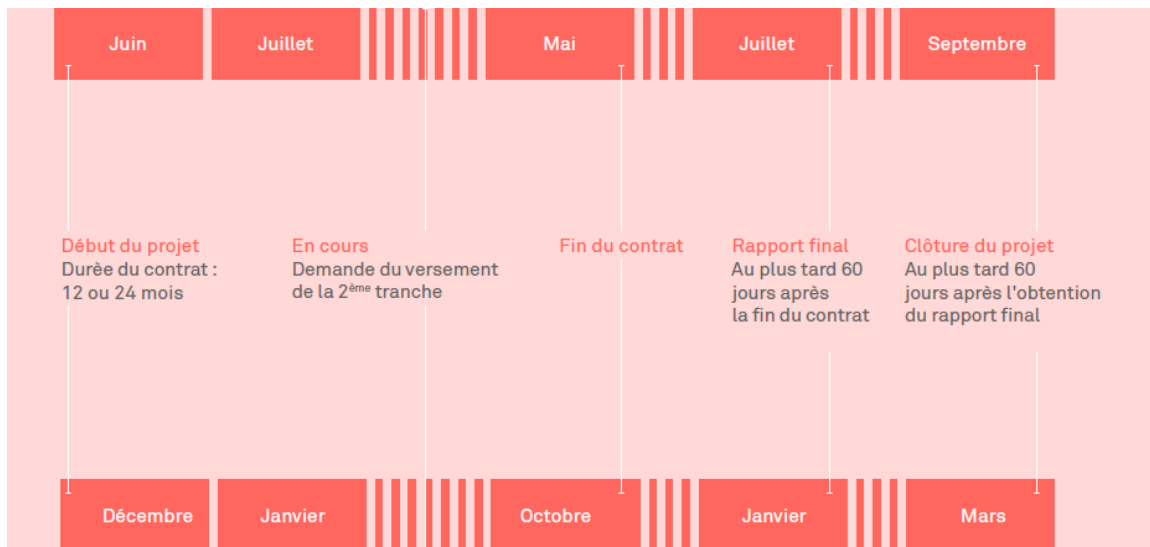 Juin
Juillet
Mai
Juillet
Septembre
Début du projet
Durèe du contrat :
12 ou 24 mois
En cours
Demande du versement
de la 2ème tranche
Fin du contrat
Rapport final
Au plus tard 60
jours après
la fin du contrat
Clôture du projet
Au plus tard 60
jours après l'obtention
du rapport final
Décembre
Janvier
Octobre
Janvier
Mars